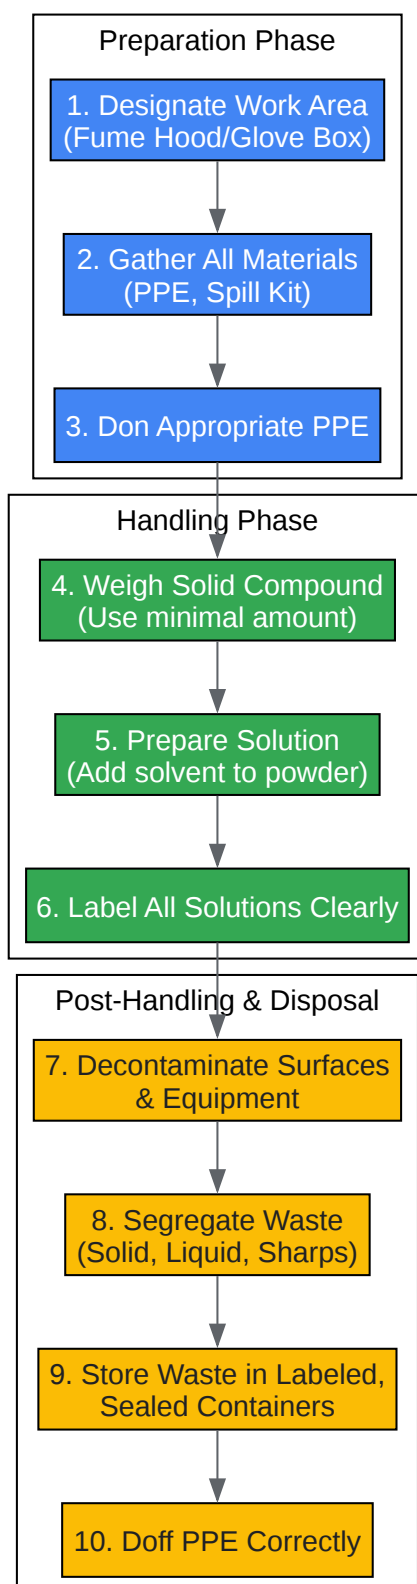 Preparation Phase
1. Designate Work Area
(Fume Hood/Glove Box)
2. Gather All Materials
(PPE, Spill Kit)
3. Don Appropriate PPE
Handling Phase
4. Weigh Solid Compound
(Use minimal amount)
5. Prepare Solution
(Add solvent to powder)
6. Label All Solutions Clearly
Post-Handling & Disposal
7. Decontaminate Surfaces
& Equipment
8. Segregate Waste
(Solid, Liquid, Sharps)
9. Store Waste in Labeled,
Sealed Containers
10. Doff PPE Correctly